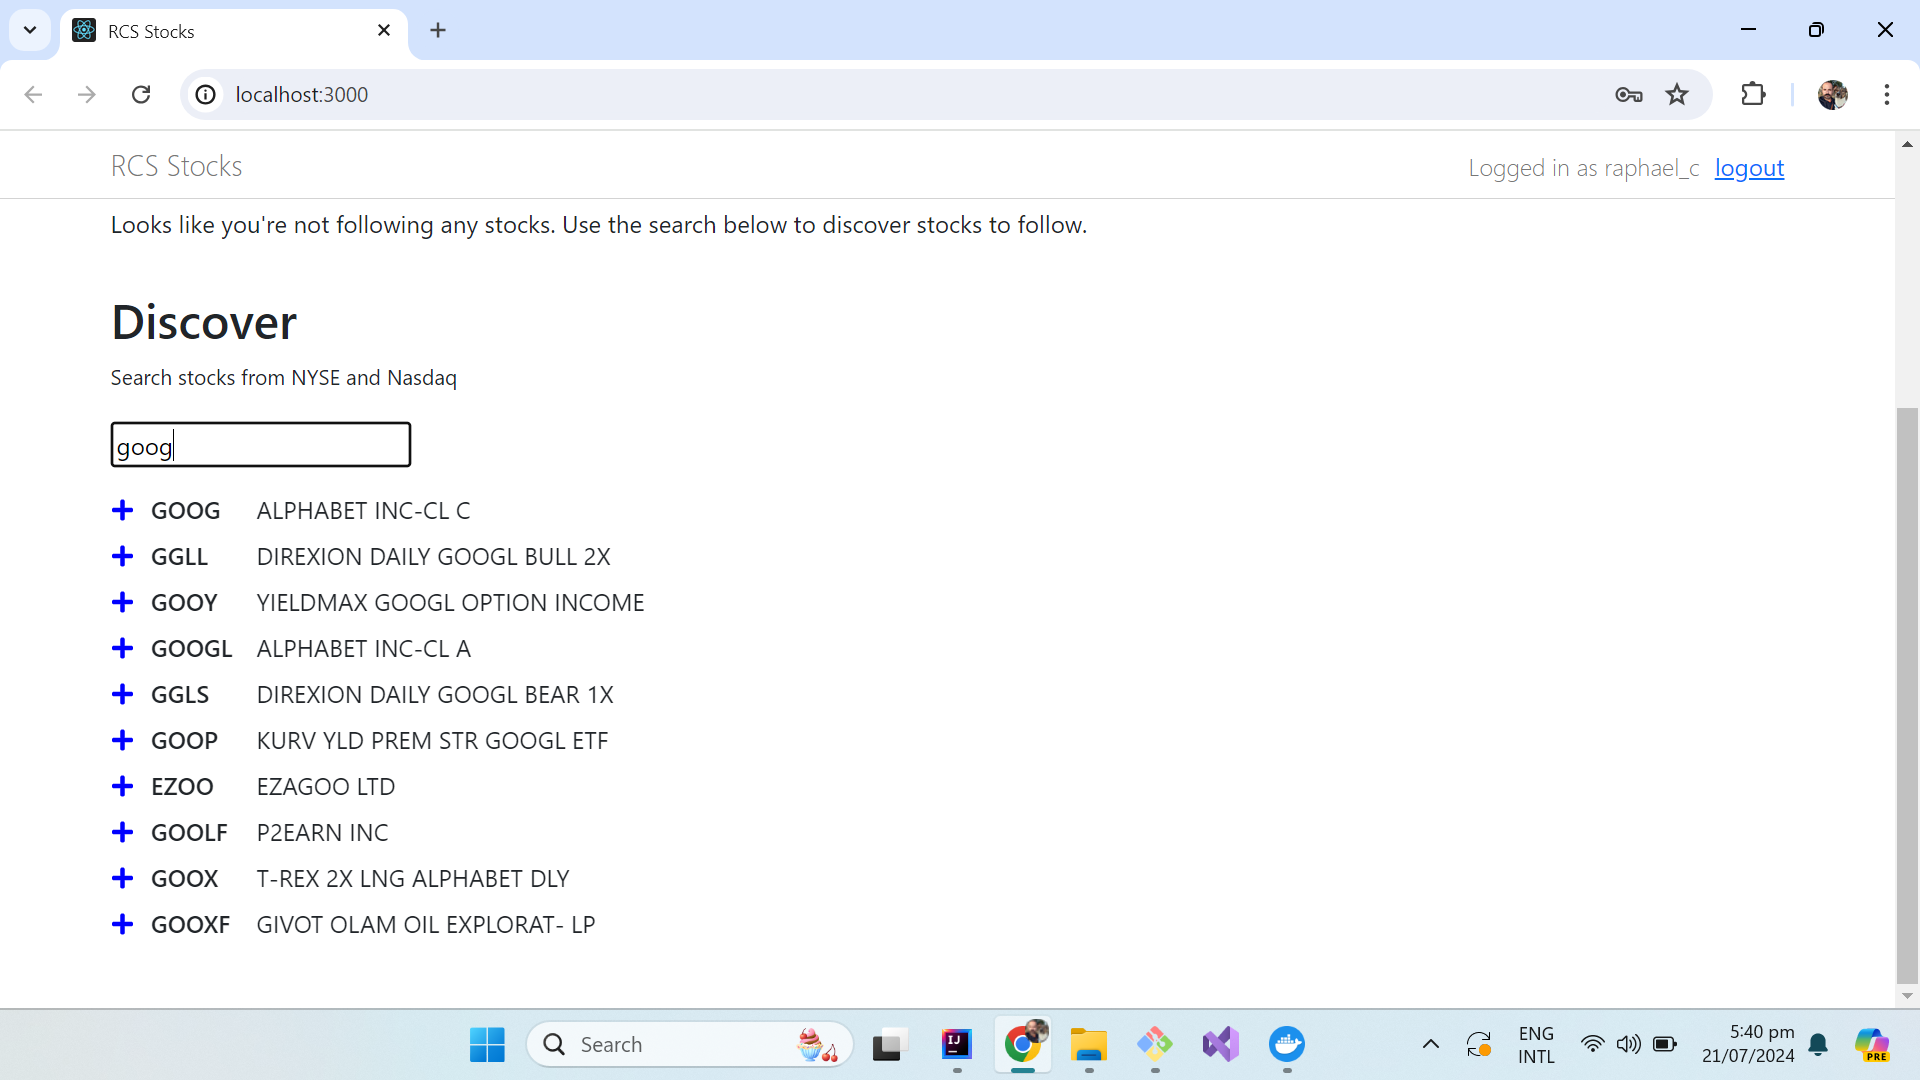 RCS Stocks
localhost:3000
RCS Stocks
Logged in as raphael_c logout
Looks like you're not following any stocks. Use the search below to discover stocks to follow.
Discover
Search stocks from NYSE and Nasdaq
goog
GOOG ALPHABET INC-CL C
GGLL DIREXION DAILY GOOGL BULL 2X
GOOY YIELDMAX GOOGL OPTION INCOME
GOOGL ALPHABET INC-CL A
GGLS DIREXION DAILY GOOGL BEAR 1X
GOOP KURV YLD PREM STR GOOGL ETF
EZOO EZAGOO LTD
GOOLF P2EARN INC
GOOX T-REX 2X LNG ALPHABET DLY
GOOXF GIVOT OLAM OIL EXPLORAT- LP
Search
IJ
ENG
INTL
5:40 pm
21/07/2024
PRE